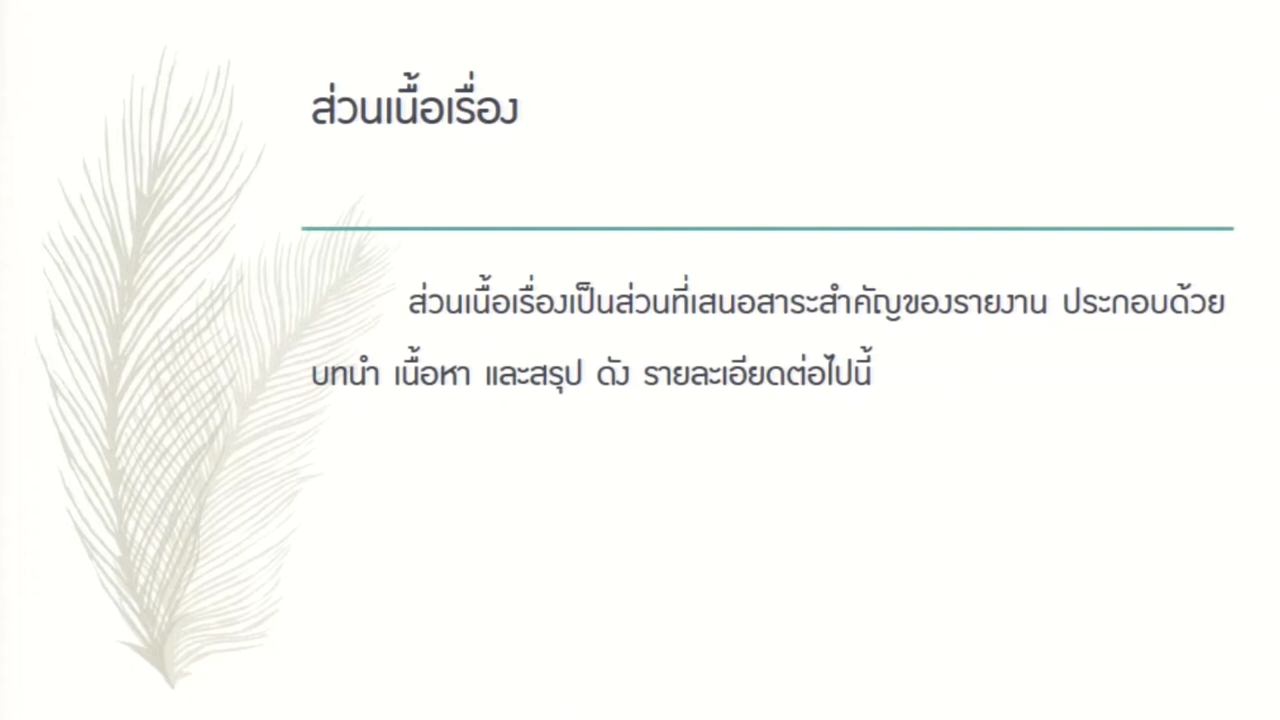 ส่วนเนื้อเรื่อง
ส่วนเนื้อเรื่องเป็นส่วนที่เสนอสาระสำคัญของรายงาน ประกอบด้วย
บทนำ เนื้อหา และสรุป ดัง รายละเอียดต่อไปนี้